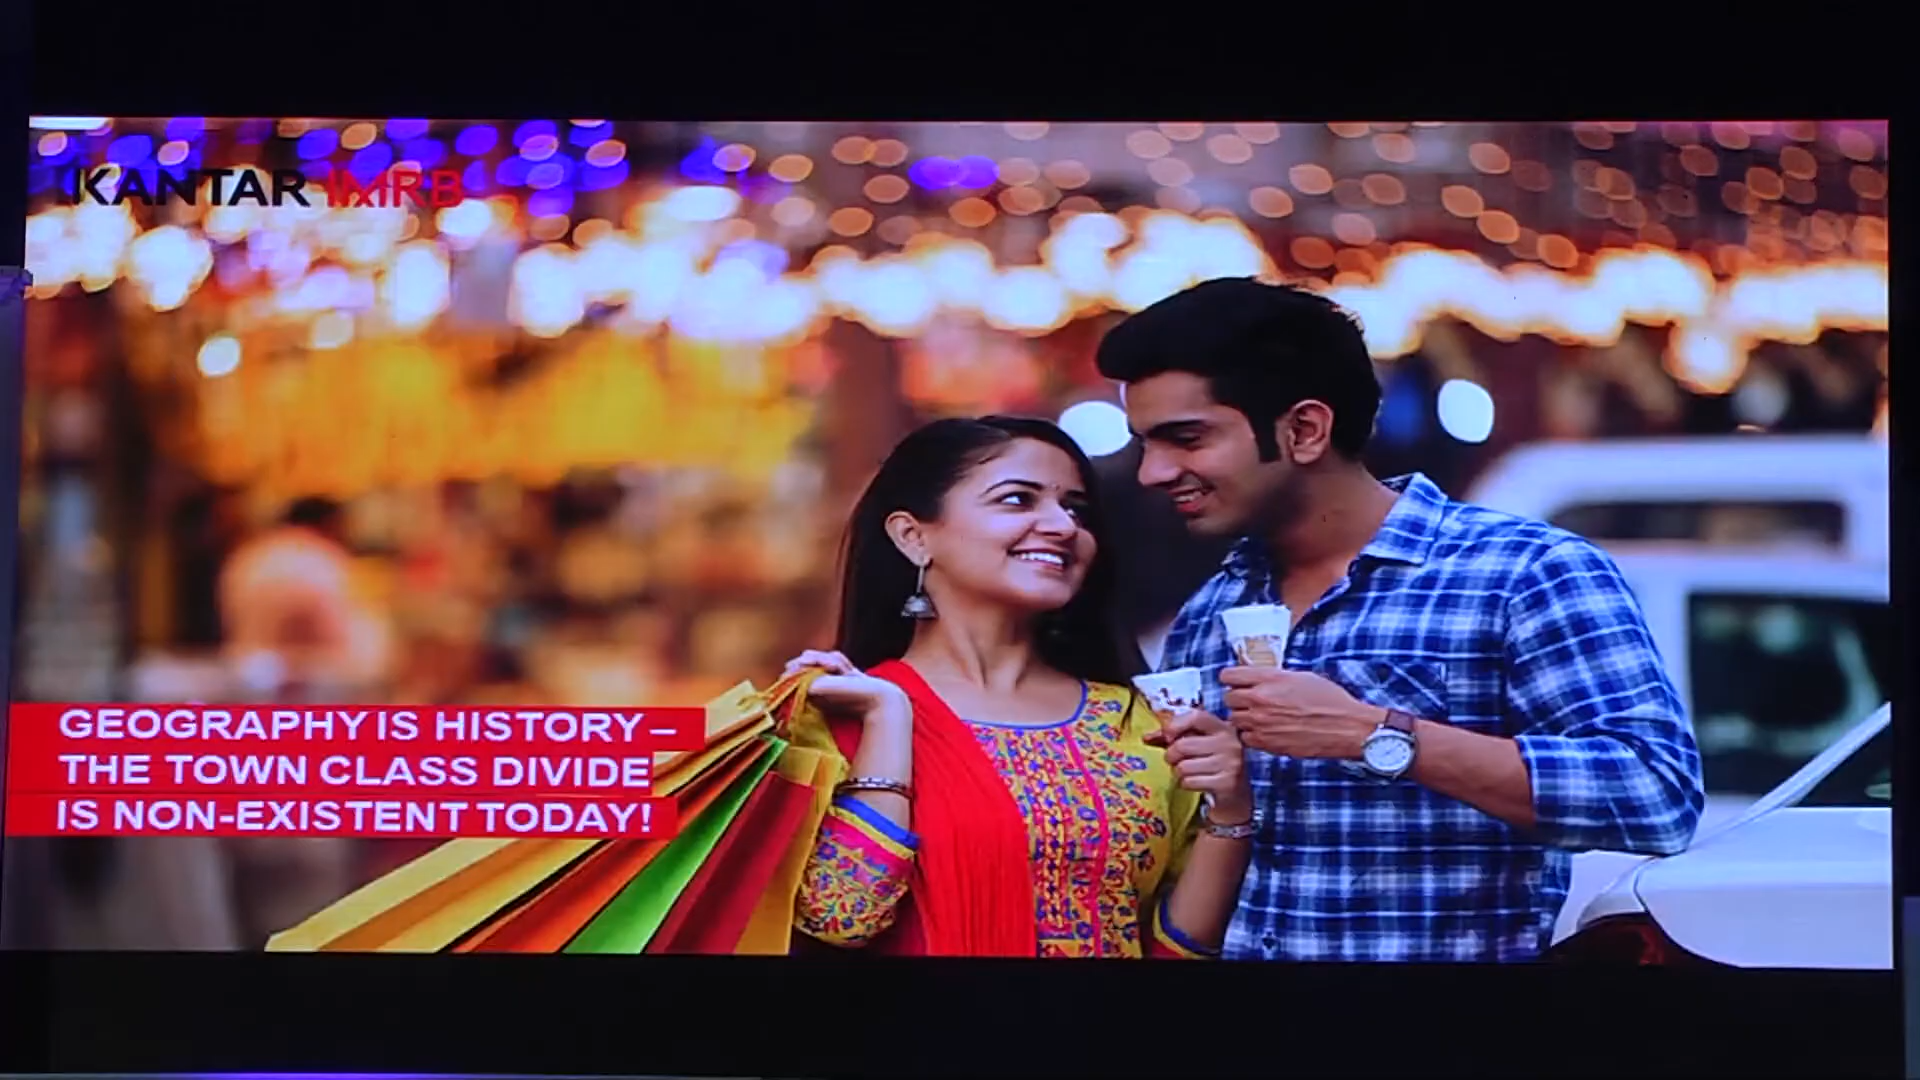 KANTAR IMRB
GEOGRAPHY IS HISTORY –
THE TOWN CLASS DIVIDE
IS NON-EXISTENT TODAY!